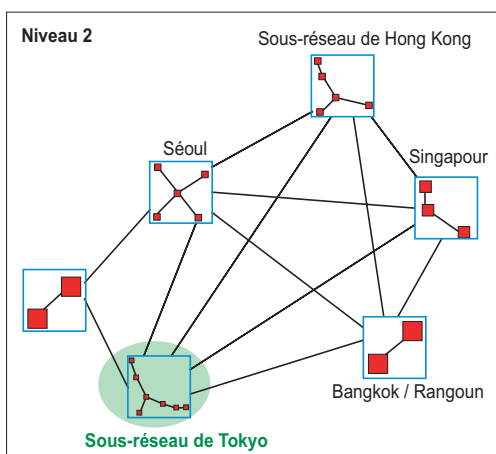 Niveau 2
Sous-réseau de Hong Kong
Séoul
Singapour
Bangkok / Rangoun
Sous-réseau de Tokyo